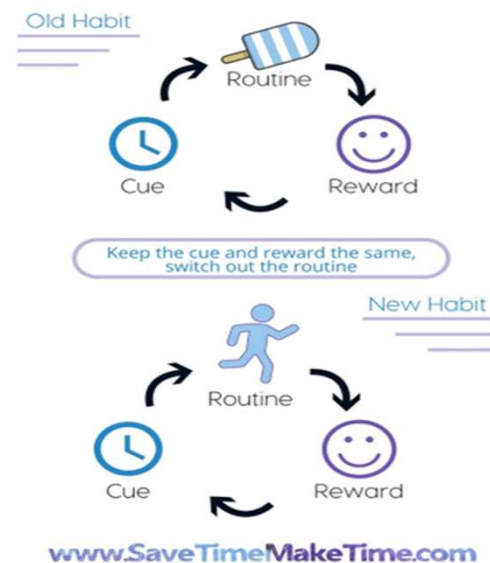 Old Habit
Routine
Cue
Reward
Keep the cue and reward the same,
switch out the routine
New Habit
Routine
Cue
Reward
www.SaveTimeMakeTime.com